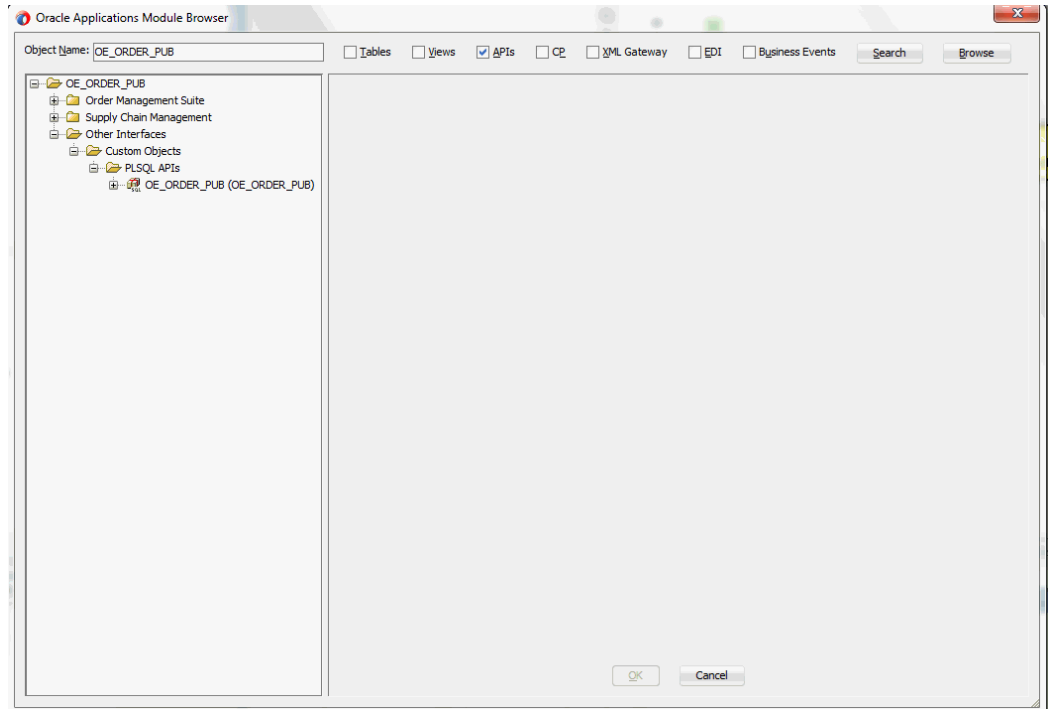 Oracle Applications Module Browser
x
Object Name: OE_ORDER_PUB Tables Views APIs CP XML Gateway EDI Business Events Search Browse
OE_ORDER_PUB
Order Management Suite
Supply Chain Management
Other Interfaces
Custom Objects
PLSQL APIs
OE_ORDER_PUB (OE_ORDER_PUB)
OK Cancel